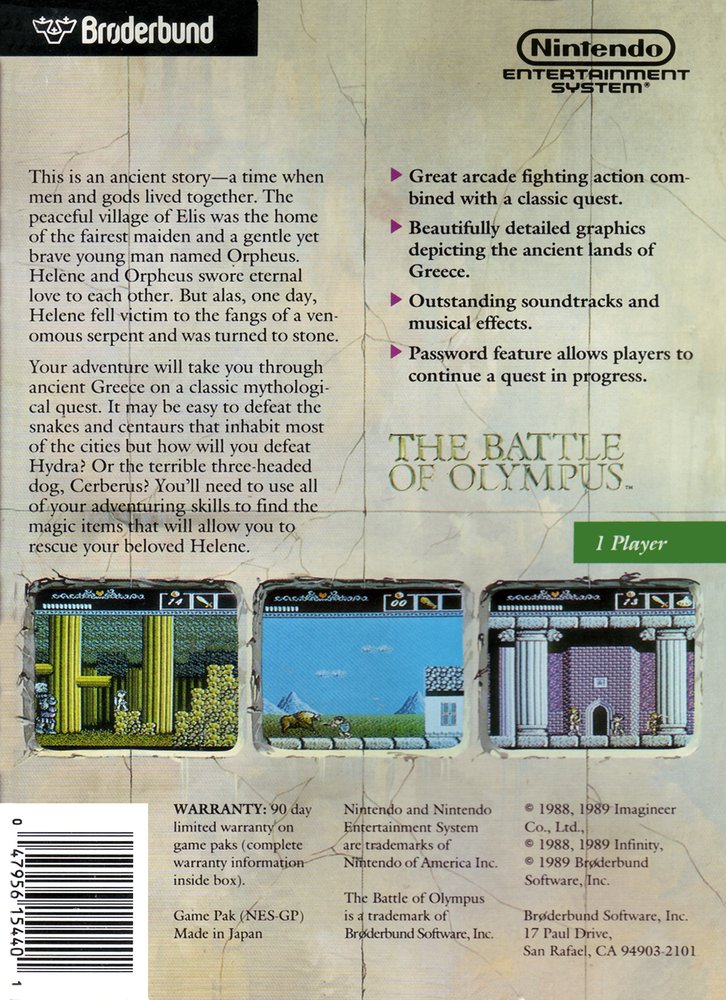 Brøderbund
Nintendo
ENTERTAINMENT
SYSTEM®
This is an ancient story—a time when
men and gods lived together. The
peaceful village of Elis was the home
of the fairest maiden and a gentle yet
brave young man named Orpheus.
Helene and Orpheus swore eternal
love to each other. But alas, one day,
Helene fell victim to the fangs of a ven-
omous serpent and was turned to stone.
Your adventure will take you through
ancient Greece on a classic mythologi-
cal quest. It may be easy to defeat the
snakes and centaurs that inhabit most
of the cities but how will you defeat
Hydra? Or the terrible three-headed
dog, Cerberus? You'll need to use all
of your adventuring skills to find the
magic items that will allow you to
rescue your beloved Helene.
Great arcade fighting action com-
bined with a classic quest.
Beautifully detailed graphics
depicting the ancient lands of
Greece.
Outstanding soundtracks and
musical effects.
Password feature allows players to
continue a quest in progress.
THE BATTLE
OF OLYMPUS™
1 Player
14
00
73
WARRANTY: 90 day
limited warranty on
game paks (complete
warranty information
inside box).
Game Pak (NES-GP)
Made in Japan
Nintendo and Nintendo
Entertainment System
are trademarks of
Nintendo of America Inc.
The Battle of Olympus
is a trademark of
Brøderbund Software, Inc.
© 1988, 1989 Imagineer
Co., Ltd.,
© 1988, 1989 Infinity,
© 1989 Brøderbund
Software, Inc.
Brøderbund Software, Inc.
17 Paul Drive,
San Rafael, CA 94903-2101
0 47956 15440 1